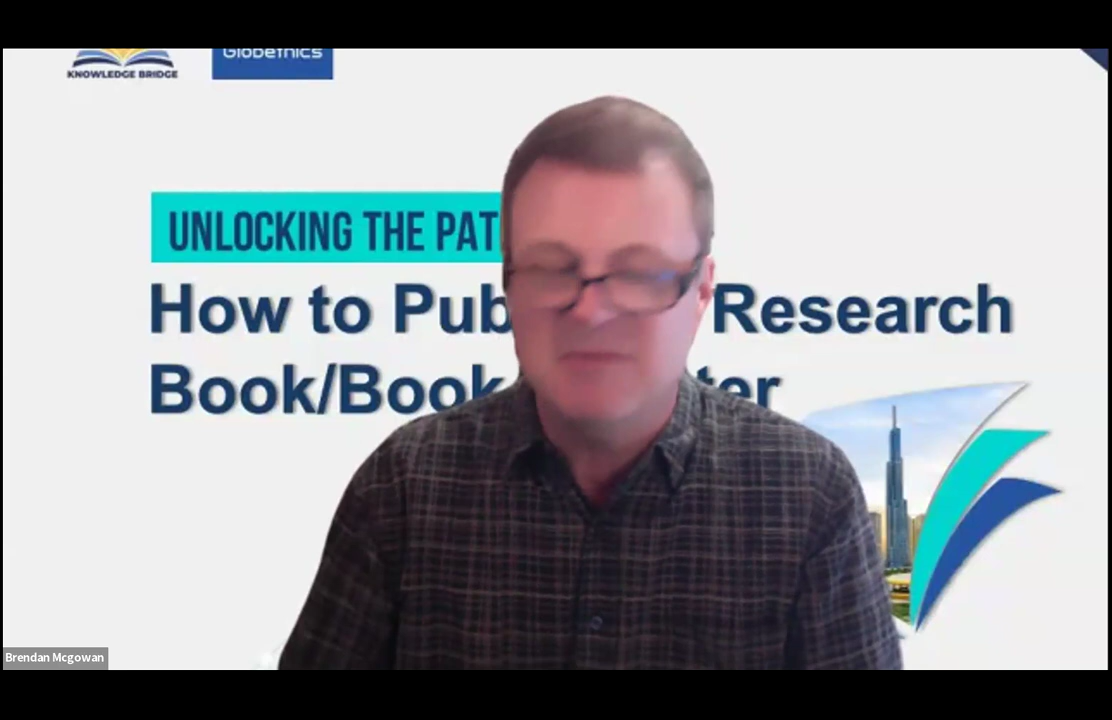 KNOWLEDGE BRIDGE
Globethics
UNLOCKING THE PAT
How to Pub Research
Book/Book ter
Brendan Mcgowan